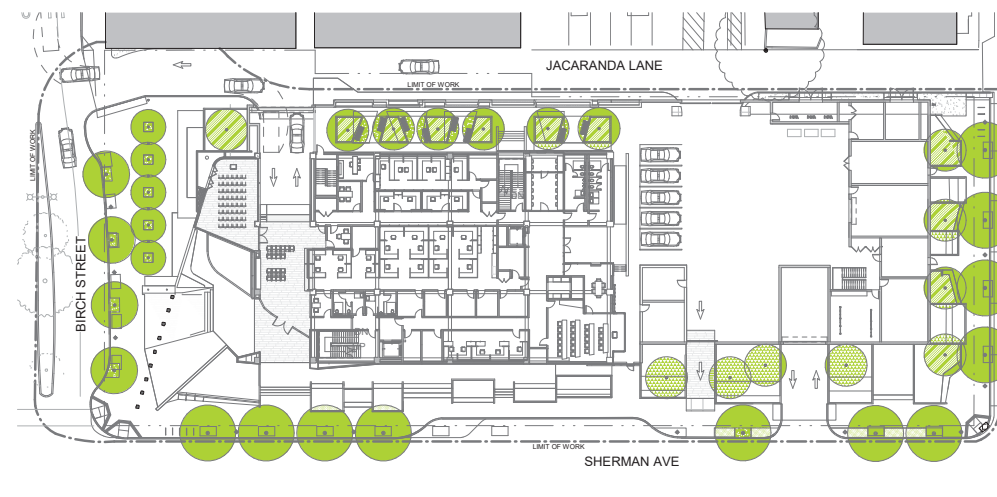 JACARANDA LANE
LIMIT OF WORK
LIMIT OF WORK
BIRCH STREET
LIMIT OF WORK
SHERMAN AVE